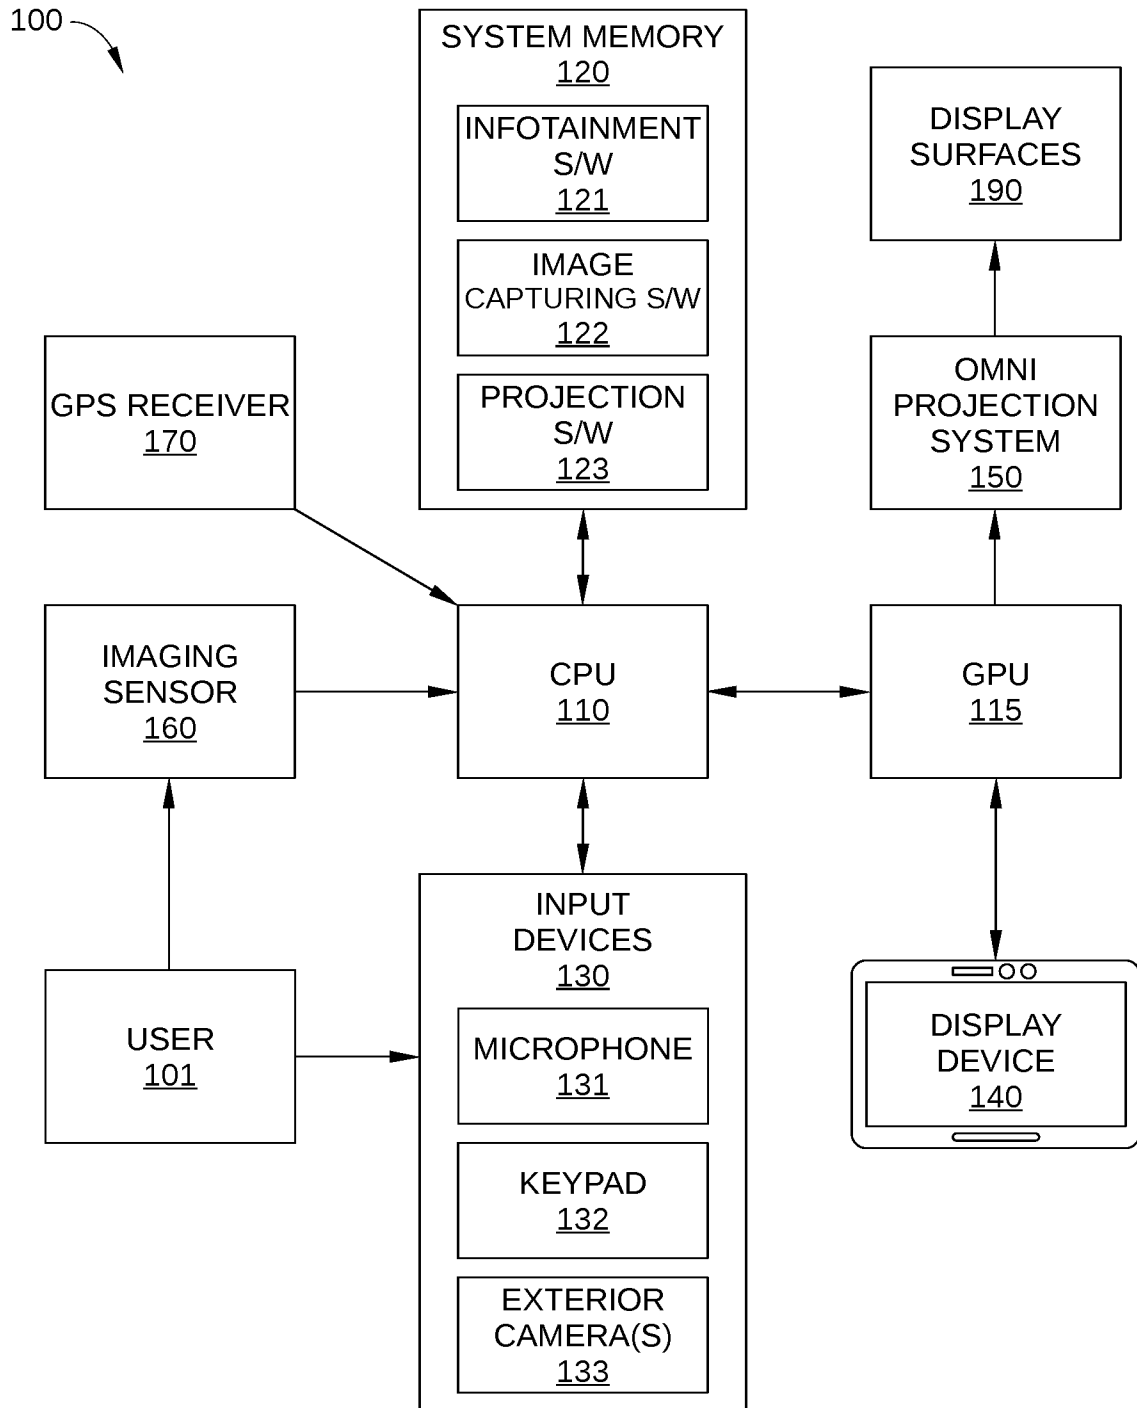 100
SYSTEM MEMORY
120
INFOTAINMENT
S/W
121
IMAGE
CAPTURING S/W
122
PROJECTION
S/W
123
DISPLAY
SURFACES
190
GPS RECEIVER
170
OMNI
PROJECTION
SYSTEM
150
IMAGING
SENSOR
160
CPU
110
GPU
115
USER
101
INPUT
DEVICES
130
MICROPHONE
131
KEYPAD
132
EXTERIOR
CAMERA(S)
133
DISPLAY
DEVICE
140